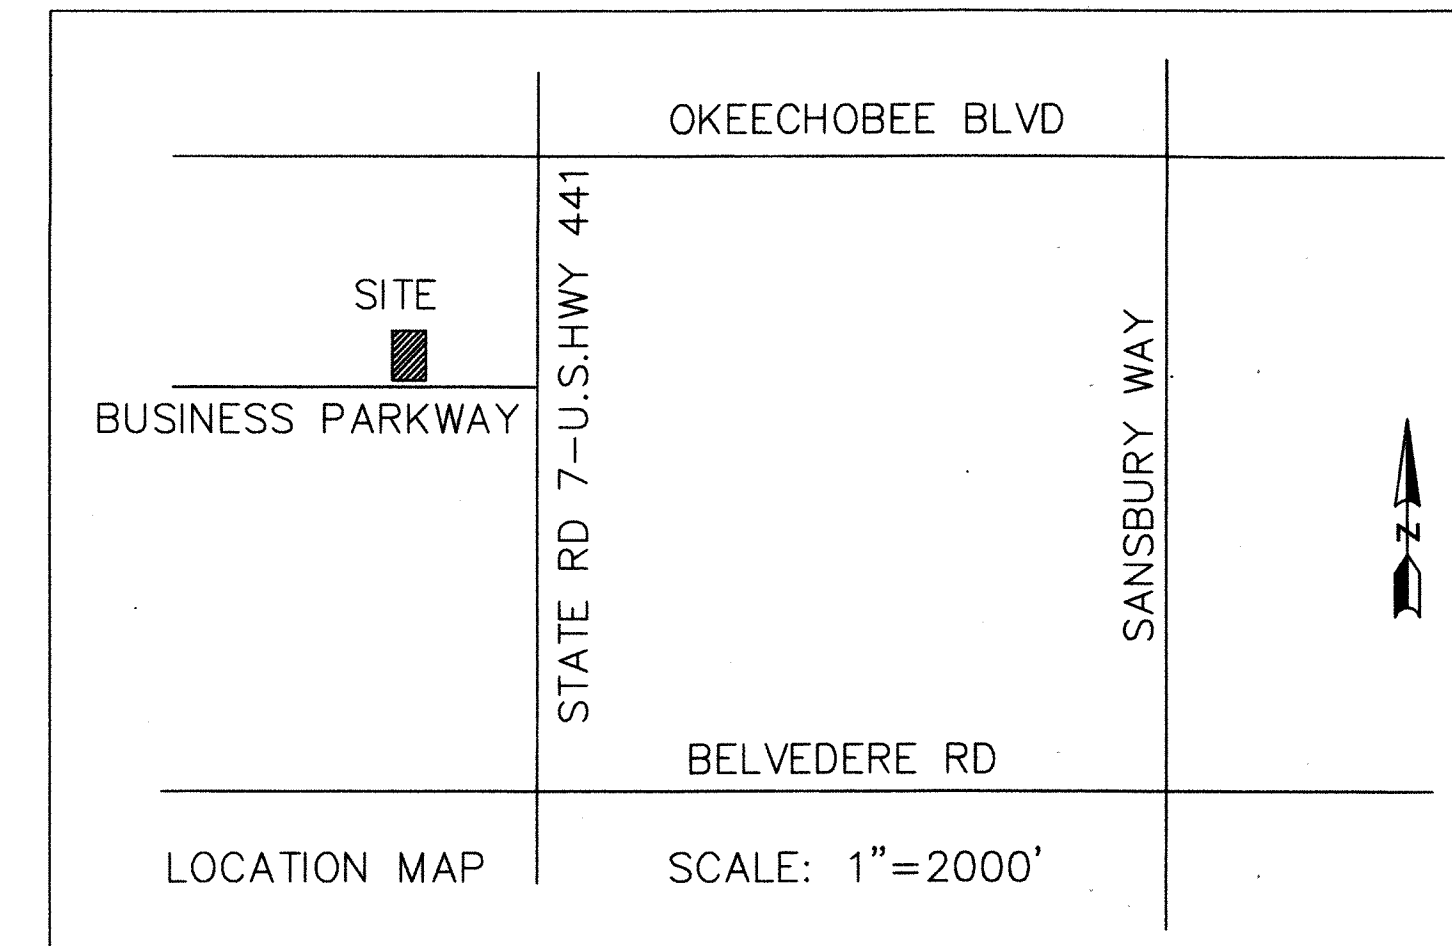 OKEECHOBEE BLVD
STATE RD 7-U.S.HWY 441
SITE
BUSINESS PARKWAY
SANSBURY WAY
N
BELVEDERE RD
LOCATION MAP
SCALE: 1"=2000'